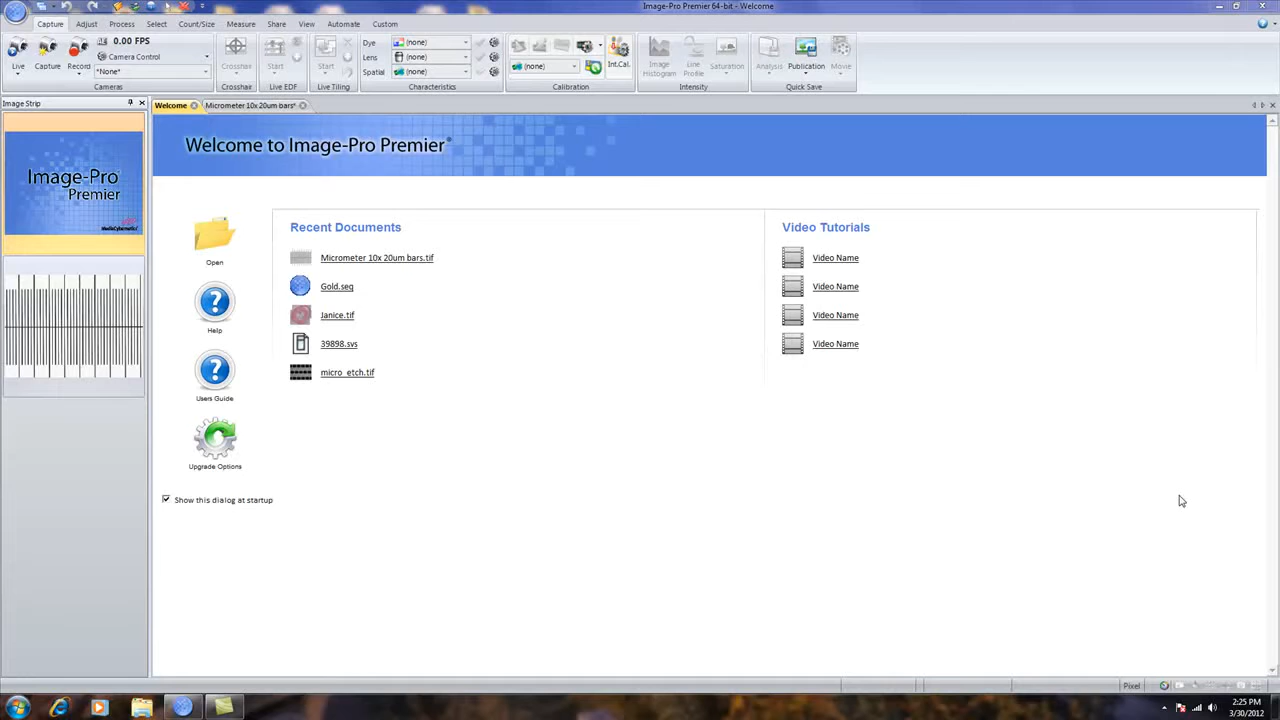 Image-Pro Premier 64-bit - Welcome
Capture Adjust Process Select Count/Size Measure Share View Automate Custom
0.00 FPS
Camera Control
*None*
Live Capture Record
Cameras
Crosshair
Crosshair
Start
Live EDF
Start
Live Tiling
Dye (none)
Lens (none)
Spatial (none)
Characteristics
(none)
Int.Cal.
Calibration
Image Histogram
Line Profile
Saturation
Intensity
Analysis Publication Movie
Quick Save
Image Strip
Welcome
Micrometer 10x 20um bars*
Image-Pro
Premier
MediaCybernetics
Welcome to Image-Pro Premier®
Open
Help
Users Guide
Upgrade Options
Recent Documents
Micrometer 10x 20um bars.tif
Gold.seq
Janice.tif
39898.svs
micro_etch.tif
Video Tutorials
Video Name
Video Name
Video Name
Video Name
Show this dialog at startup
Pixel
2:25 PM
3/30/2012